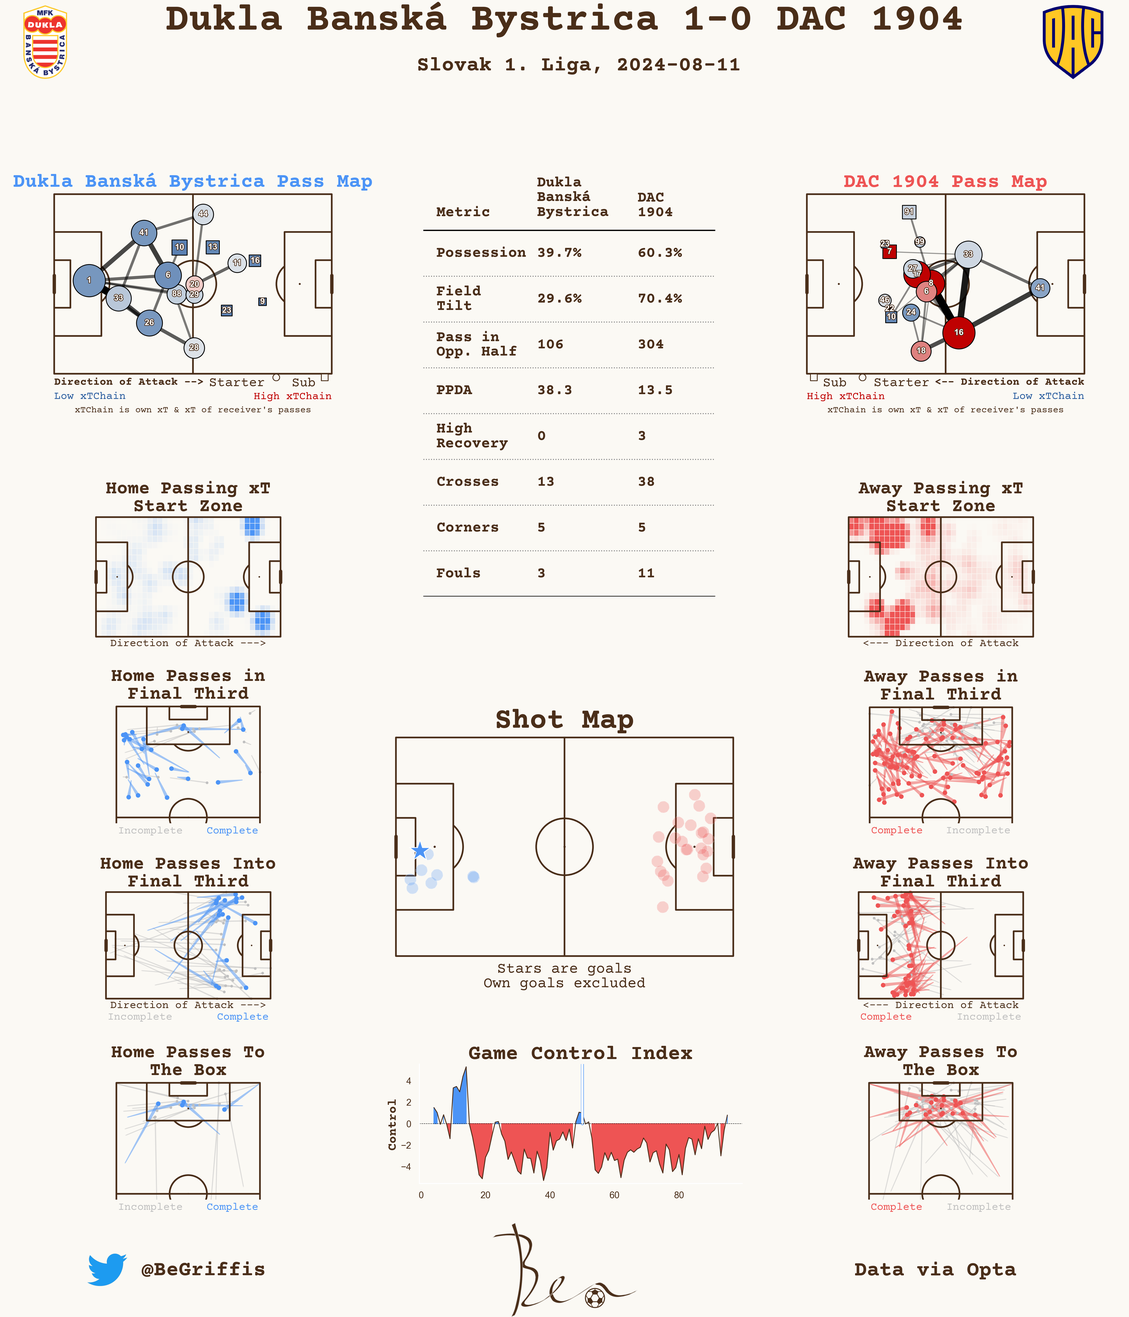 Dukla Banská Bystrica 1-0 DAC 1904
Slovak 1. Liga, 2024-08-11
MFK
DUKLA
BANSKÁ BYSTRICA
DAC
Dukla Banská Bystrica Pass Map
44
41
10
13
11
16
1
6
20
88
29
33
9
23
26
28
Direction of Attack --> Starter Sub
Low xTChain High xTChain
xTChain is own xT & xT of receiver's passes
Metric Dukla Banská Bystrica DAC 1904
Possession 39.7% 60.3%
Field Tilt 29.6% 70.4%
Pass in Opp. Half 106 304
PPDA 38.3 13.5
High Recovery 0 3
Crosses 13 38
Corners 5 5
Fouls 3 11
DAC 1904 Pass Map
91
23
99
7
33
27
8
6
41
46
22
10
24
16
18
Sub Starter <-- Direction of Attack
High xTChain Low xTChain
xTChain is own xT & xT of receiver's passes
Home Passing xT
Start Zone
Direction of Attack --->
Away Passing xT
Start Zone
<--- Direction of Attack
Home Passes in
Final Third
Incomplete Complete
Away Passes in
Final Third
Complete Incomplete
Shot Map
Stars are goals
Own goals excluded
Home Passes Into
Final Third
Direction of Attack --->
Incomplete Complete
Away Passes Into
Final Third
<--- Direction of Attack
Complete Incomplete
Home Passes To
The Box
Incomplete Complete
Game Control Index
Control
4
2
0
−2
−4
0 20 40 60 80
Away Passes To
The Box
Complete Incomplete
@BeGriffis
Ben
Data via Opta